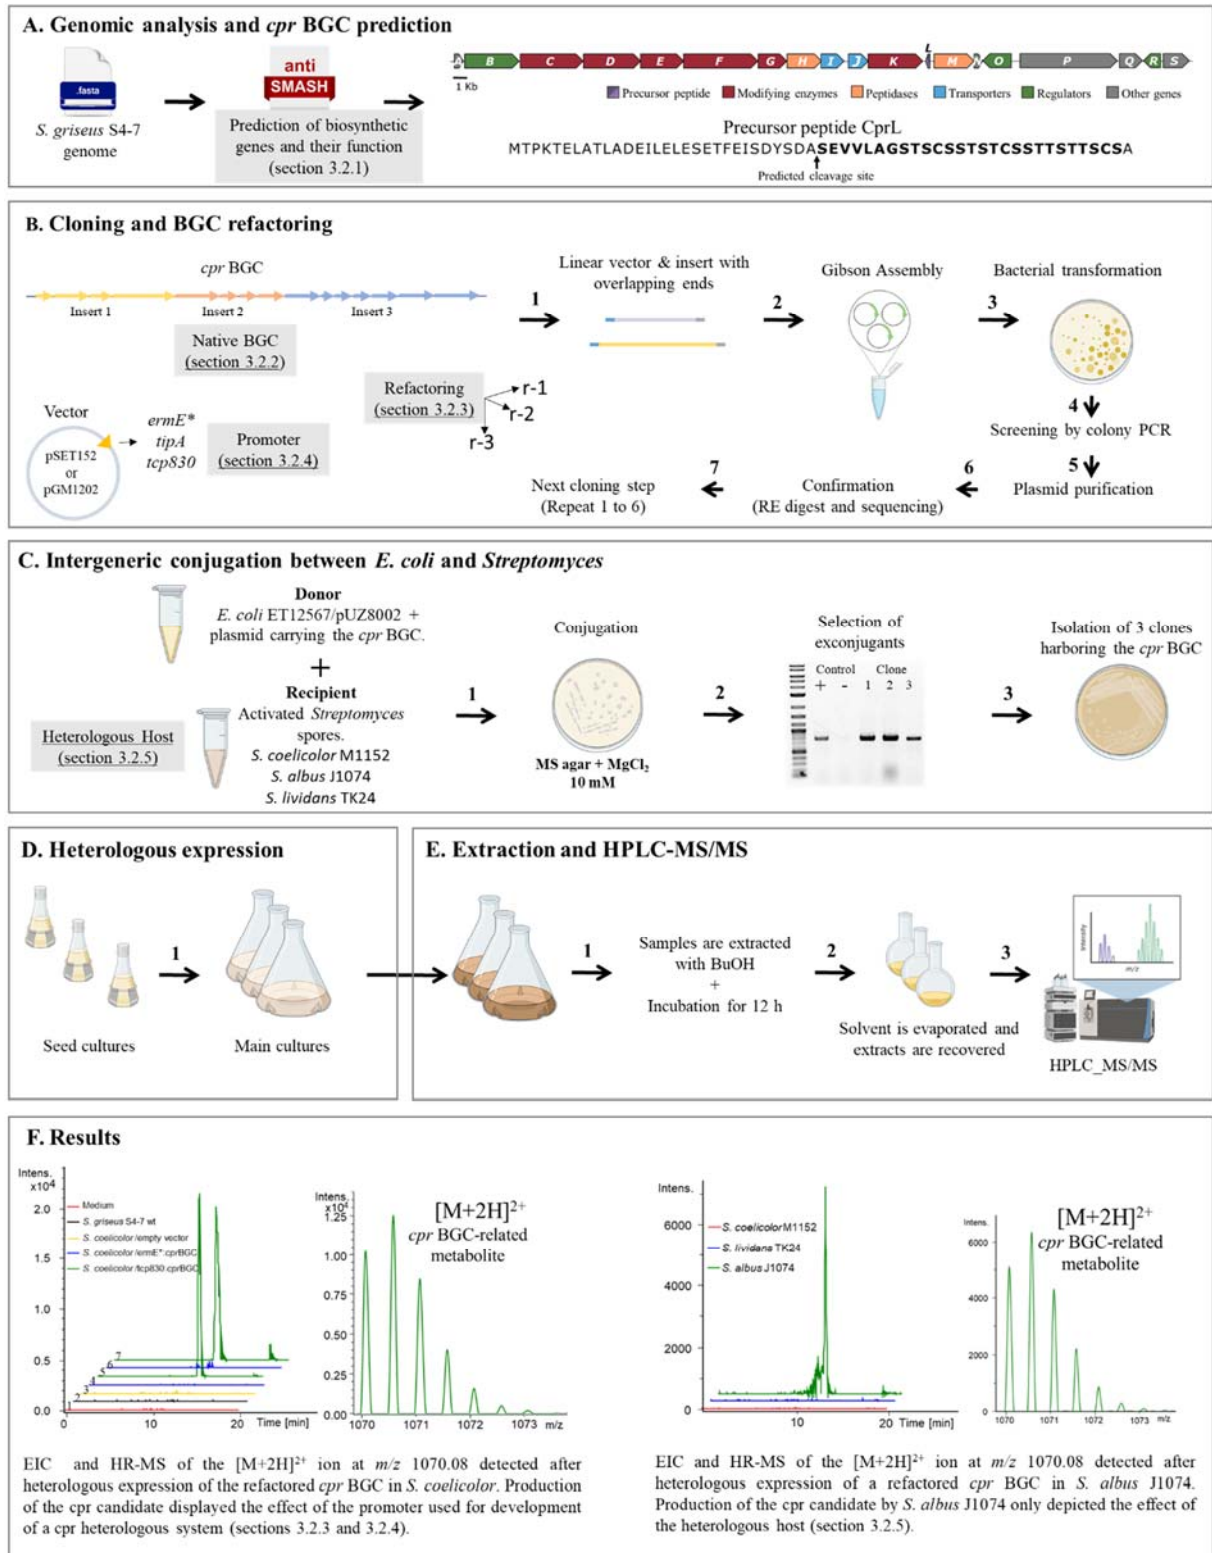 A. Genomic analysis and cpr BGC prediction
.fasta
S. griseus S4-7
genome
anti
SMASH
Prediction of biosynthetic
genes and their function
(section 3.2.1)
B C D E F G H I J K L M N O P Q R S
1 Kb
Precursor peptide
Modifying enzymes
Peptidases
Transporters
Regulators
Other genes
Precursor peptide CprL
MTPKTELATLADEILELESETFEISDYSDASEVVLAGSTSCSSTSTCSSTTSTTSCSA
Predicted cleavage site
B. Cloning and BGC refactoring
cpr BGC
Insert 1
Insert 2
Insert 3
Native BGC
(section 3.2.2)
Vector
pSET152
or
pGM1202
ermE*
tipA
tcp830
Promoter
(section 3.2.4)
Refactoring
(section 3.2.3)
r-1
r-2
r-3
1
Linear vector & insert with
overlapping ends
2
Gibson Assembly
3
Bacterial transformation
4
Screening by colony PCR
5
Plasmid purification
6
Confirmation
(RE digest and sequencing)
7
Next cloning step
(Repeat 1 to 6)
C. Intergeneric conjugation between E. coli and Streptomyces
Donor
E. coli ET12567/pUZ8002 +
plasmid carrying the cpr BGC.
+
Recipient
Activated Streptomyces
spores.
S. coelicolor M1152
S. albus J1074
S. lividans TK24
Heterologous Host
(section 3.2.5)
1
Conjugation
MS agar + MgCl2
10 mM
2
Selection of
exconjugants
Control Clone
+ - 1 2 3
3
Isolation of 3 clones
harboring the cpr BGC
D. Heterologous expression
1
Seed cultures
Main cultures
E. Extraction and HPLC-MS/MS
1
Samples are extracted
with BuOH
+
Incubation for 12 h
2
Solvent is evaporated and
extracts are recovered
3
Intensity
m/z
HPLC_MS/MS
F. Results
Intens.
x10⁴
2.0
1.5
1.0
0.5
0.0
Medium
S. griseus S4-7 wt
S. coelicolor/empty vector
S. coelicolor/ermE*:cprBGC
S. coelicolor/tcp830:cprBGC
7
6
5
4
3
2
1
0 10 20 Time [min]
Intens.
x10⁴
1.25
1.00
0.75
0.50
0.25
0.00
1070 1071 1072 1073 m/z
[M+2H]²⁺
cpr BGC-related
metabolite
EIC and HR-MS of the [M+2H]²⁺ ion at m/z 1070.08 detected after
heterologous expression of the refactored cpr BGC in S. coelicolor. Production
of the cpr candidate displayed the effect of the promoter used for development
of a cpr heterologous system (sections 3.2.3 and 3.2.4).
Intens.
6000
4000
2000
0
S. coelicolor M1152
S. lividans TK24
S. albus J1074
10 20 Time [min]
Intens.
6000
4000
2000
0
1070 1071 1072 1073 m/z
[M+2H]²⁺
cpr BGC-related
metabolite
EIC and HR-MS of the [M+2H]²⁺ ion at m/z 1070.08 detected after
heterologous expression of a refactored cpr BGC in S. albus J1074.
Production of the cpr candidate by S. albus J1074 only depicted the effect of
the heterologous host (section 3.2.5).